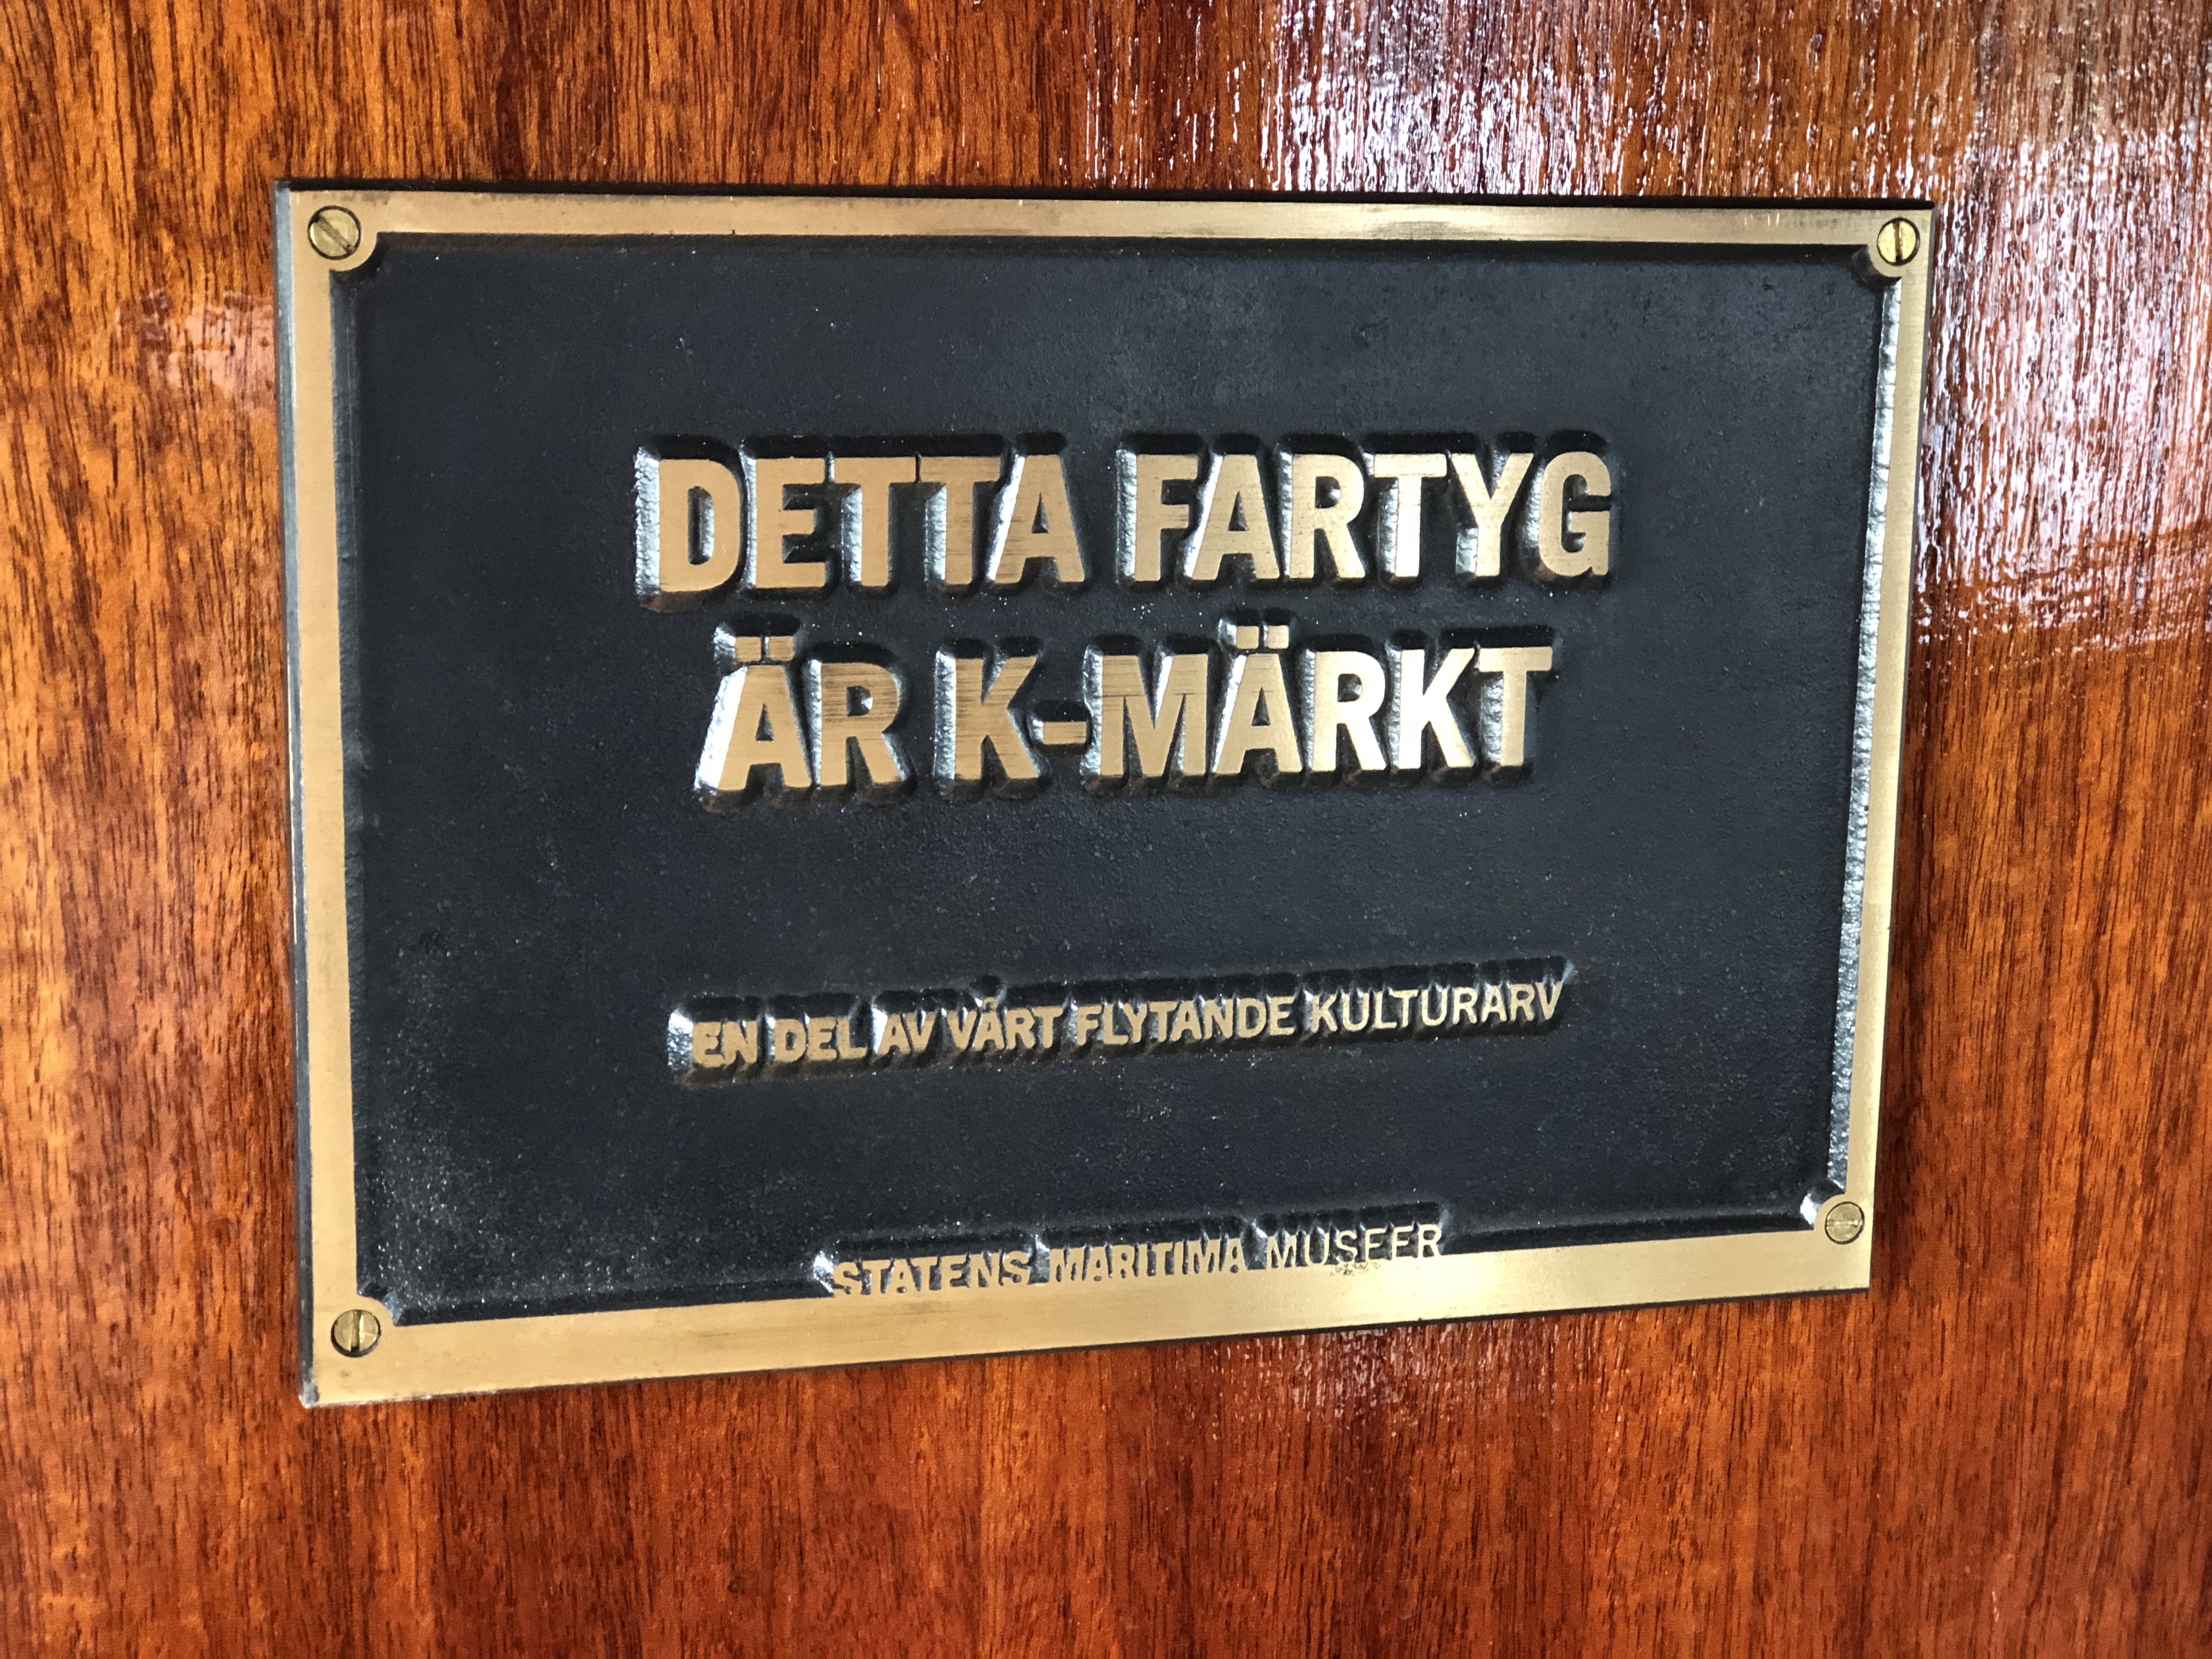 DETTA FARTYG
ÄR K-MÄRKT
EN DEL AV VÅRT FLYTANDE KULTURARV
STATENS MARITIMA MUSEER